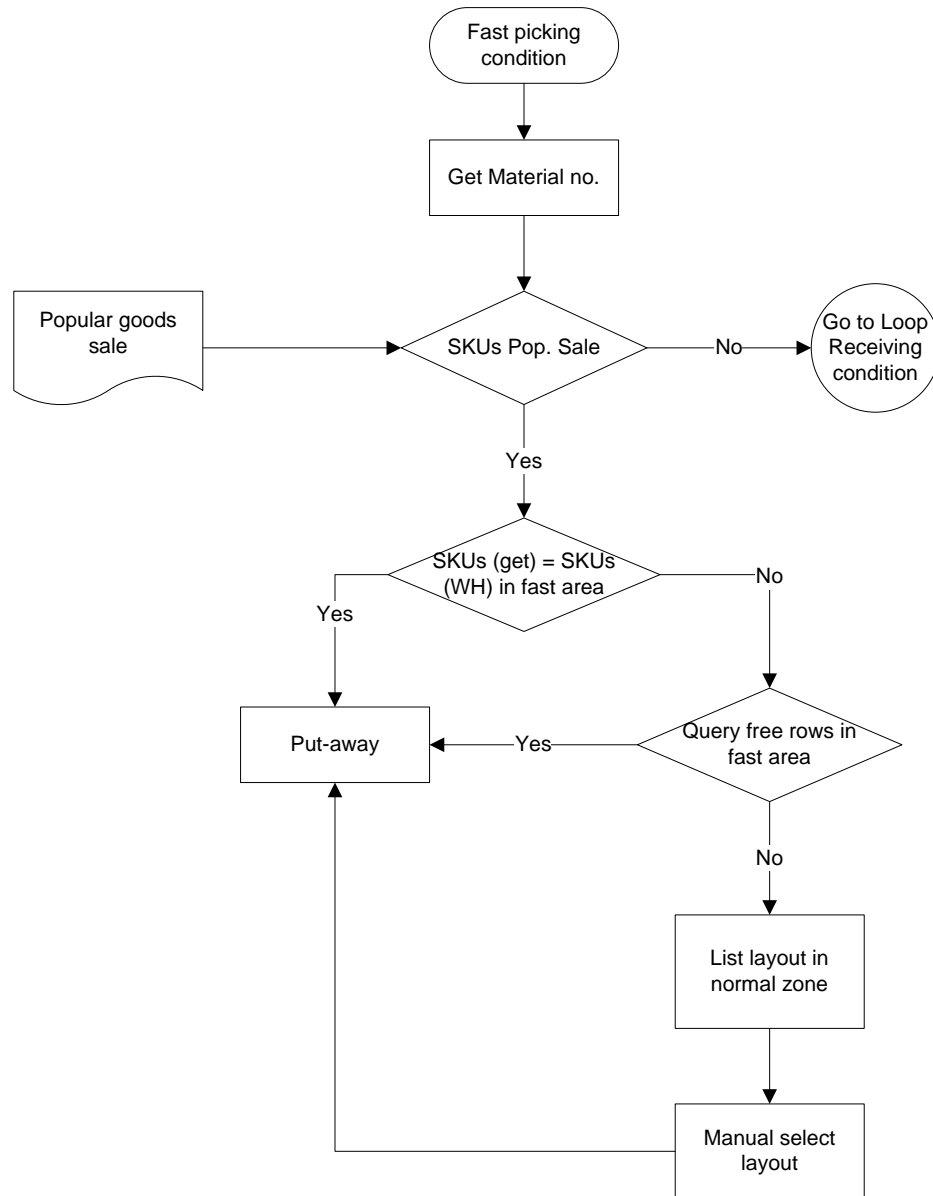 Fast picking
condition
Get Material no.
Popular goods
sale
SKUs Pop. Sale
No
Go to Loop
Receiving
condition
Yes
SKUs (get) = SKUs
(WH) in fast area
Yes
No
Put-away
Yes
Query free rows in
fast area
No
List layout in
normal zone
Manual select
layout